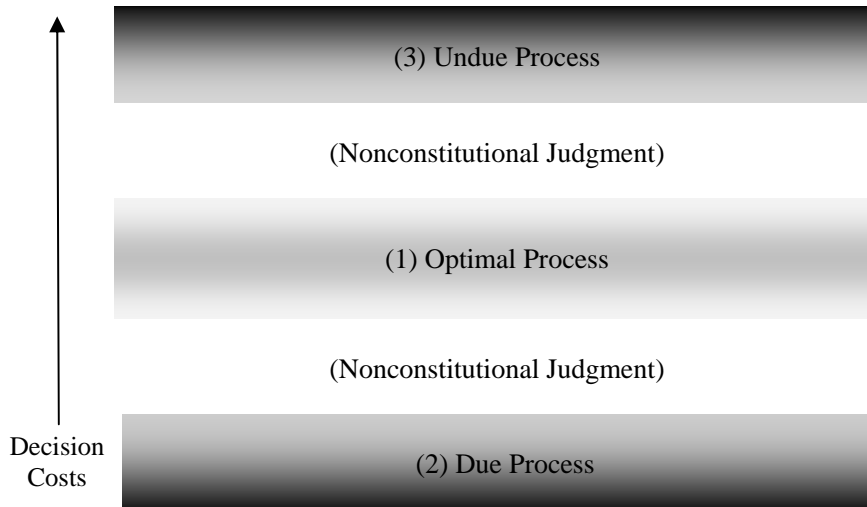 (3) Undue Process
(Nonconstitutional Judgment)
(1) Optimal Process
(Nonconstitutional Judgment)
(2) Due Process
Decision
Costs